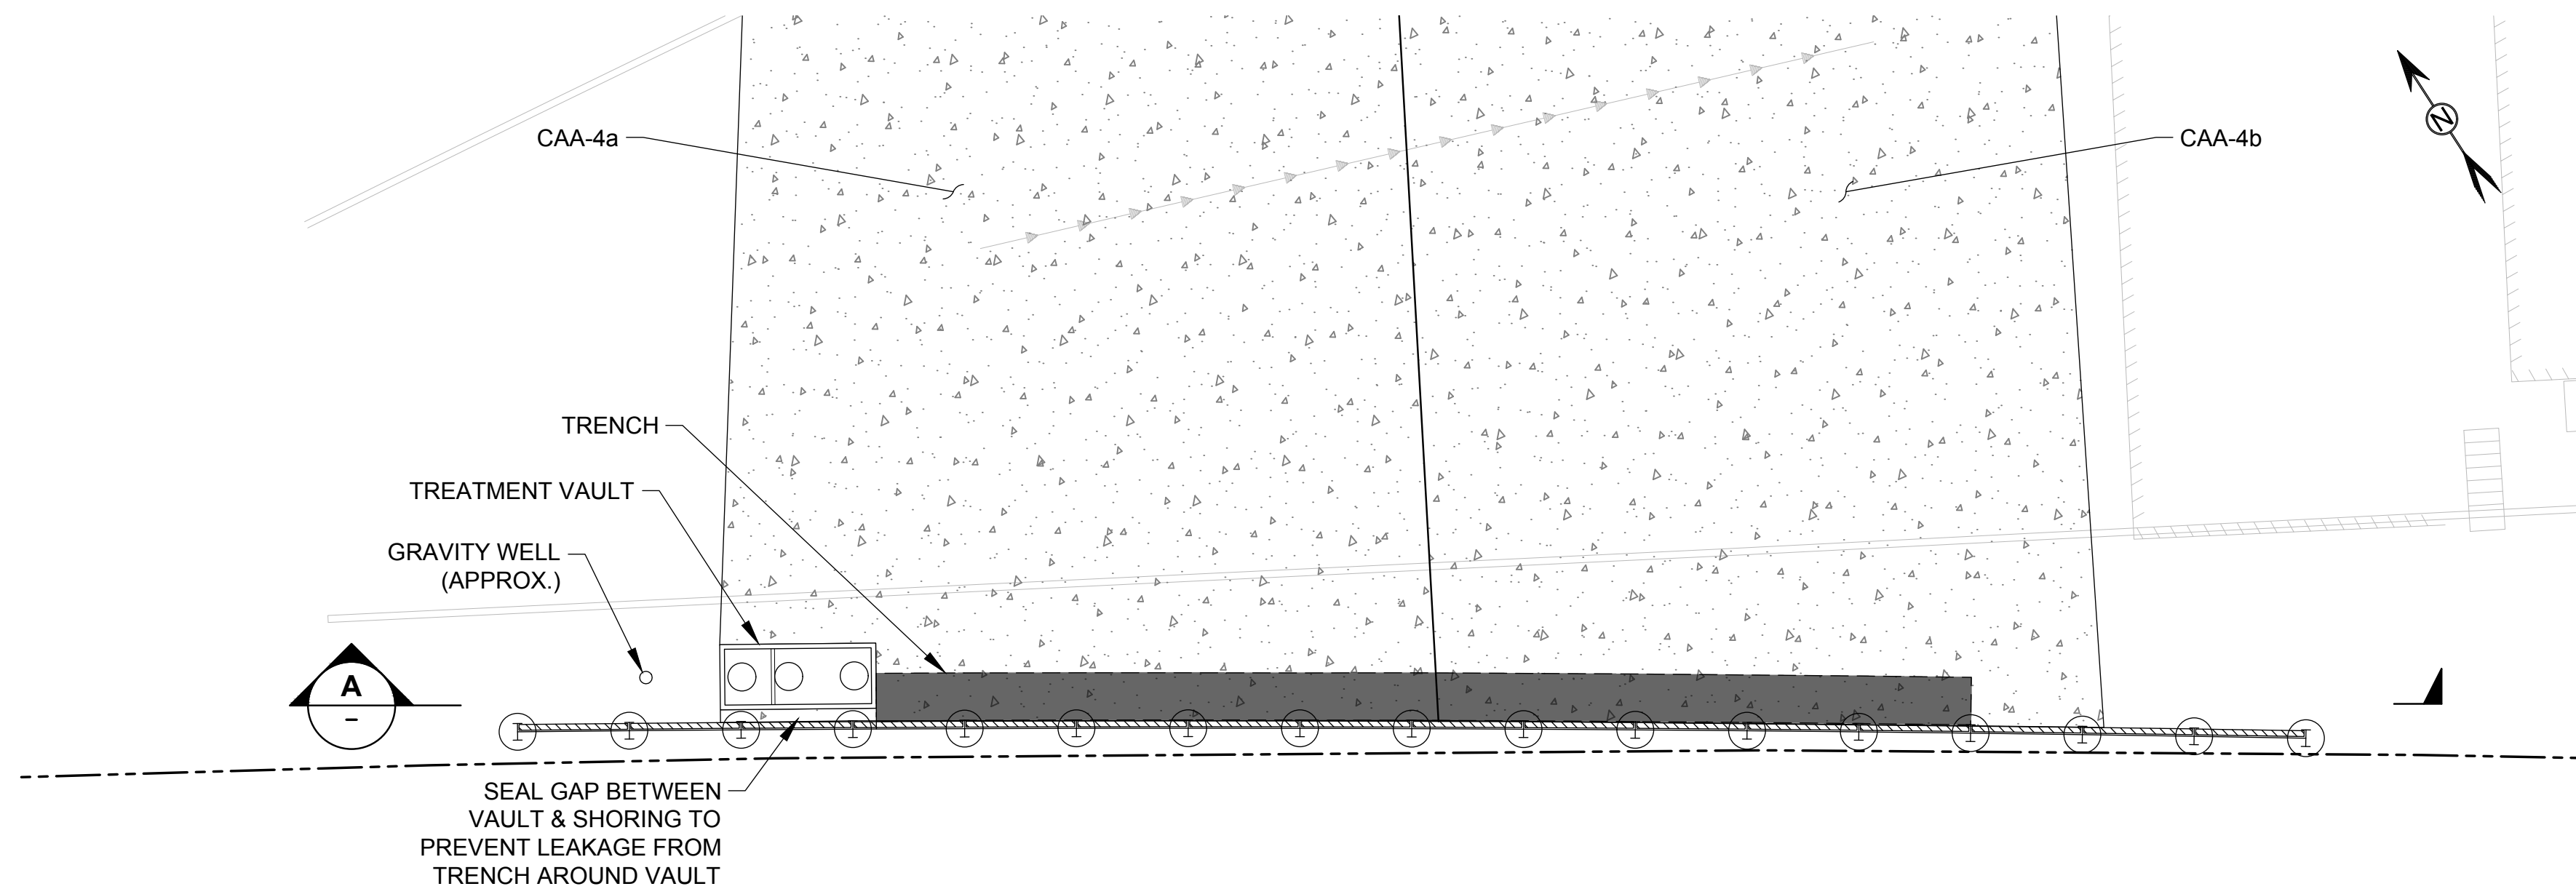 CAA-4a
CAA-4b
N
TRENCH
TREATMENT VAULT
GRAVITY WELL
(APPROX.)
A
-
SEAL GAP BETWEEN
VAULT & SHORING TO
PREVENT LEAKAGE FROM
TRENCH AROUND VAULT